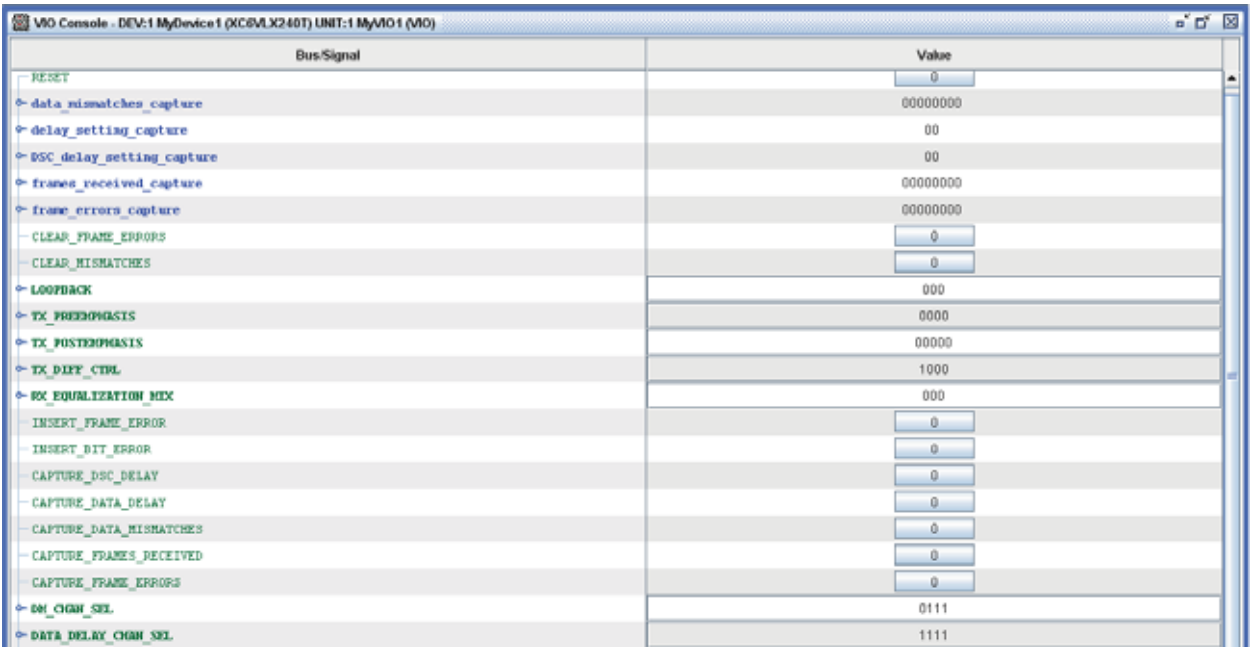 VIO Console - DEV:1 MyDevice1 (XC6VLX240T) UNIT:1 MyVIO1 (VIO)
Bus/Signal Value
RESET 0
data_mismatches_capture 00000000
delay_setting_capture 00
DSC_delay_setting_capture 00
frames_received_capture 00000000
frame_errors_capture 00000000
CLEAR_FRAME_ERRORS 0
CLEAR_MISMATCHES 0
LOOPBACK 000
TX_PREEMPHASIS 0000
TX_POSTEMPHASIS 00000
TX_DIFF_CTRL 1000
RX_EQUALIZATION_MIX 000
INSERT_FRAME_ERROR 0
INSERT_BIT_ERROR 0
CAPTURE_DSC_DELAY 0
CAPTURE_DATA_DELAY 0
CAPTURE_DATA_MISMATCHES 0
CAPTURE_FRAMES_RECEIVED 0
CAPTURE_FRAME_ERRORS 0
DM_CHAN_SEL 0111
DATA_DELAY_CHAN_SEL 1111